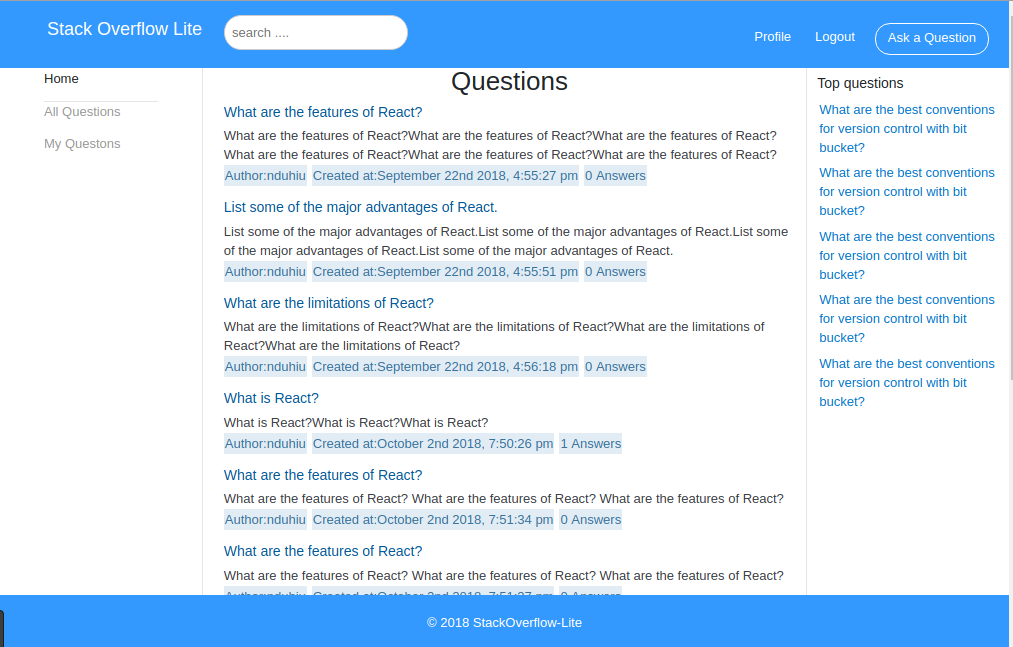 Stack Overflow Lite
search ....
Profile Logout Ask a Question
Home
All Questions
My Questons
Questions
What are the features of React?
What are the features of React?What are the features of React?What are the features of React?
What are the features of React?What are the features of React?What are the features of React?
Author:nduhiu Created at:September 22nd 2018, 4:55:27 pm 0 Answers
List some of the major advantages of React.
List some of the major advantages of React.List some of the major advantages of React.List some
of the major advantages of React.List some of the major advantages of React.
Author:nduhiu Created at:September 22nd 2018, 4:55:51 pm 0 Answers
What are the limitations of React?
What are the limitations of React?What are the limitations of React?What are the limitations of
React?What are the limitations of React?
Author:nduhiu Created at:September 22nd 2018, 4:56:18 pm 0 Answers
What is React?
What is React?What is React?What is React?
Author:nduhiu Created at:October 2nd 2018, 7:50:26 pm 1 Answers
What are the features of React?
What are the features of React? What are the features of React? What are the features of React?
Author:nduhiu Created at:October 2nd 2018, 7:51:34 pm 0 Answers
What are the features of React?
What are the features of React? What are the features of React? What are the features of React?
Author:nduhiu Created at:October 2nd 2018, 7:51:37 pm 0 Answers
Top questions
What are the best conventions
for version control with bit
bucket?
What are the best conventions
for version control with bit
bucket?
What are the best conventions
for version control with bit
bucket?
What are the best conventions
for version control with bit
bucket?
What are the best conventions
for version control with bit
bucket?
© 2018 StackOverflow-Lite